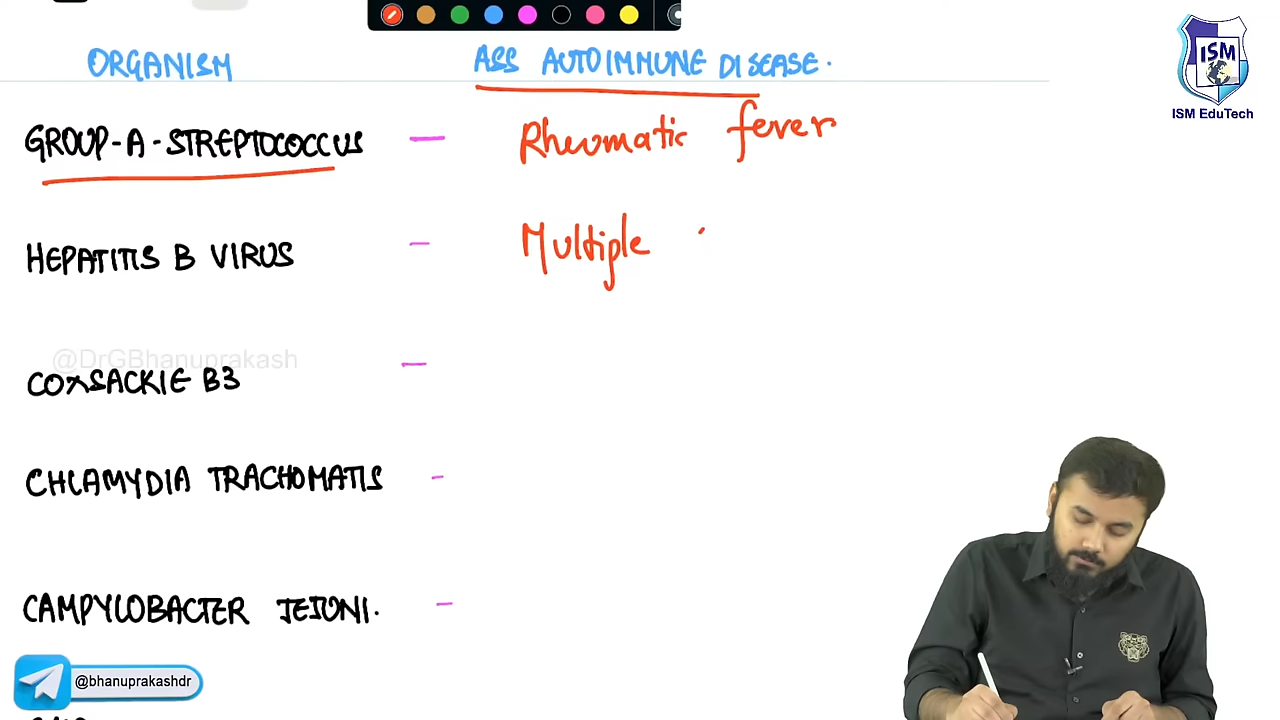 ORGANISM ASS AUTOIMMUNE DISEASE.
ISM
ISM EduTech
GROUP-A-STREPTOCOCCUS — Rheumatic fever
HEPATITIS B VIRUS — Multiple
@DrGBhanuprakash
COXSACKIE B3 —
CHLAMYDIA TRACHOMATIS -
CAMPYLOBACTER JEJONI. -
@bhanuprakashdr